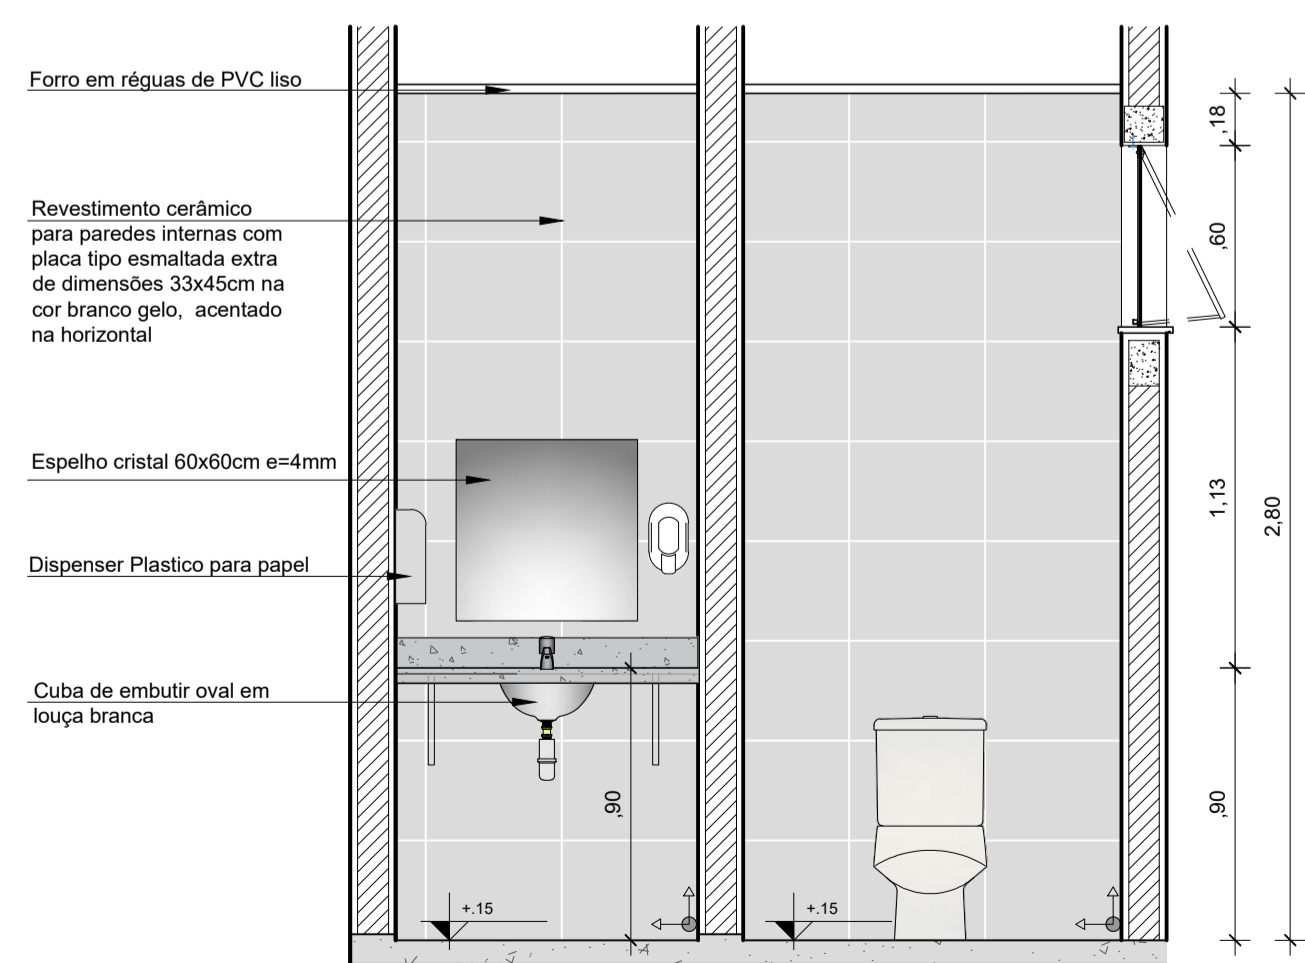 Forro em réguas de PVC liso
Revestimento cerâmico
para paredes internas com
placa tipo esmaltada extra
de dimensões 33x45cm na
cor branco gelo, acentado
na horizontal
Espelho cristal 60x60cm e=4mm
Dispenser Plastico para papel
Cuba de embutir oval em
louça branca
,90
+.15
+.15
,18
,60
1,13
,90
2,80